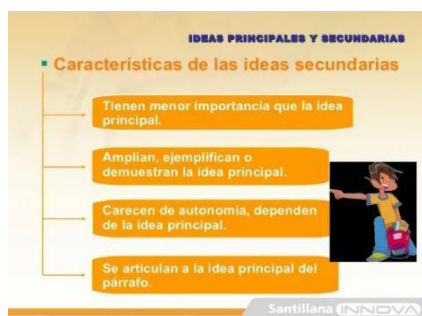 IDEAS PRINCIPALES Y SECUNDARIAS
Características de las ideas secundarias
Tienen menor importancia que la idea
principal.
Amplian, ejemplifican o
demuestran la idea principal.
Carecen de autonomía, dependen
de la idea principal.
Se articulan a la idea principal del
párrafo.
Santillana INNOVA